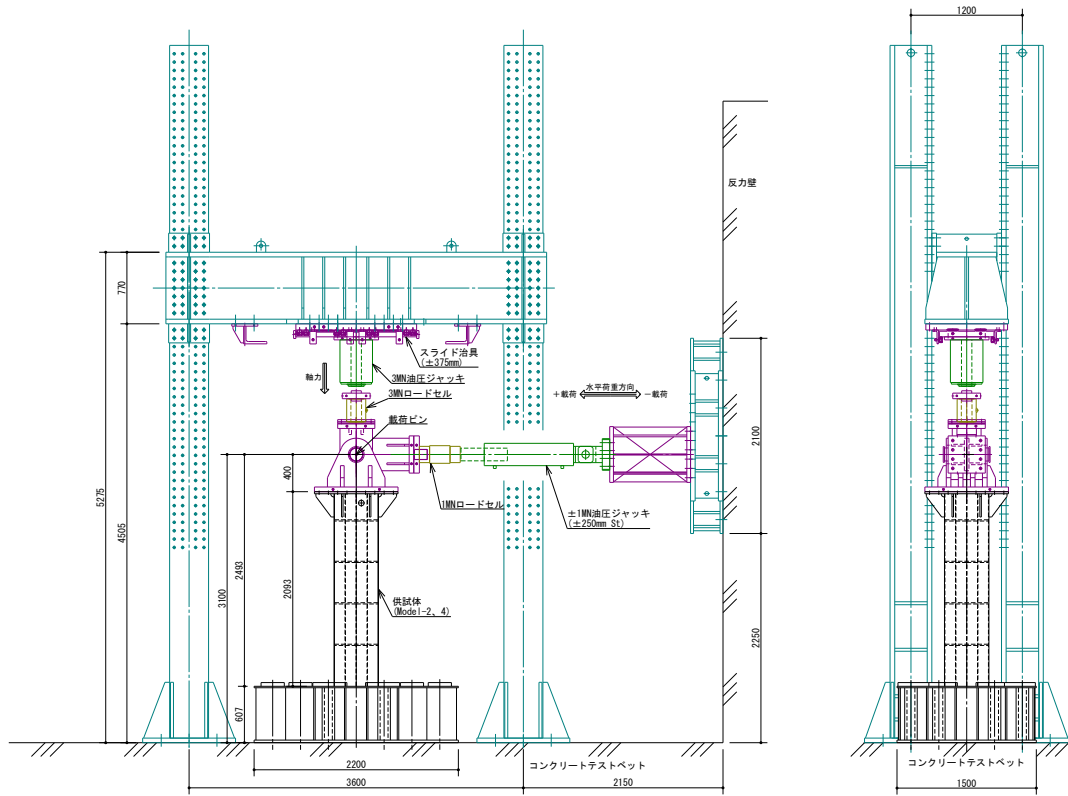 1200
反力壁
770
スライド治具
(±375mm)
軸力
3MN油圧ジャッキ
3MNロードセル
+載荷
水平荷重方向
−載荷
載荷ピン
2100
400
5275
4505
1MNロードセル
±1MN油圧ジャッキ
(±250mm St)
3100
2493
2093
供試体
(Model-2、4)
2250
607
コンクリートテストベット
コンクリートテストベット
2200
3600
2150
1500